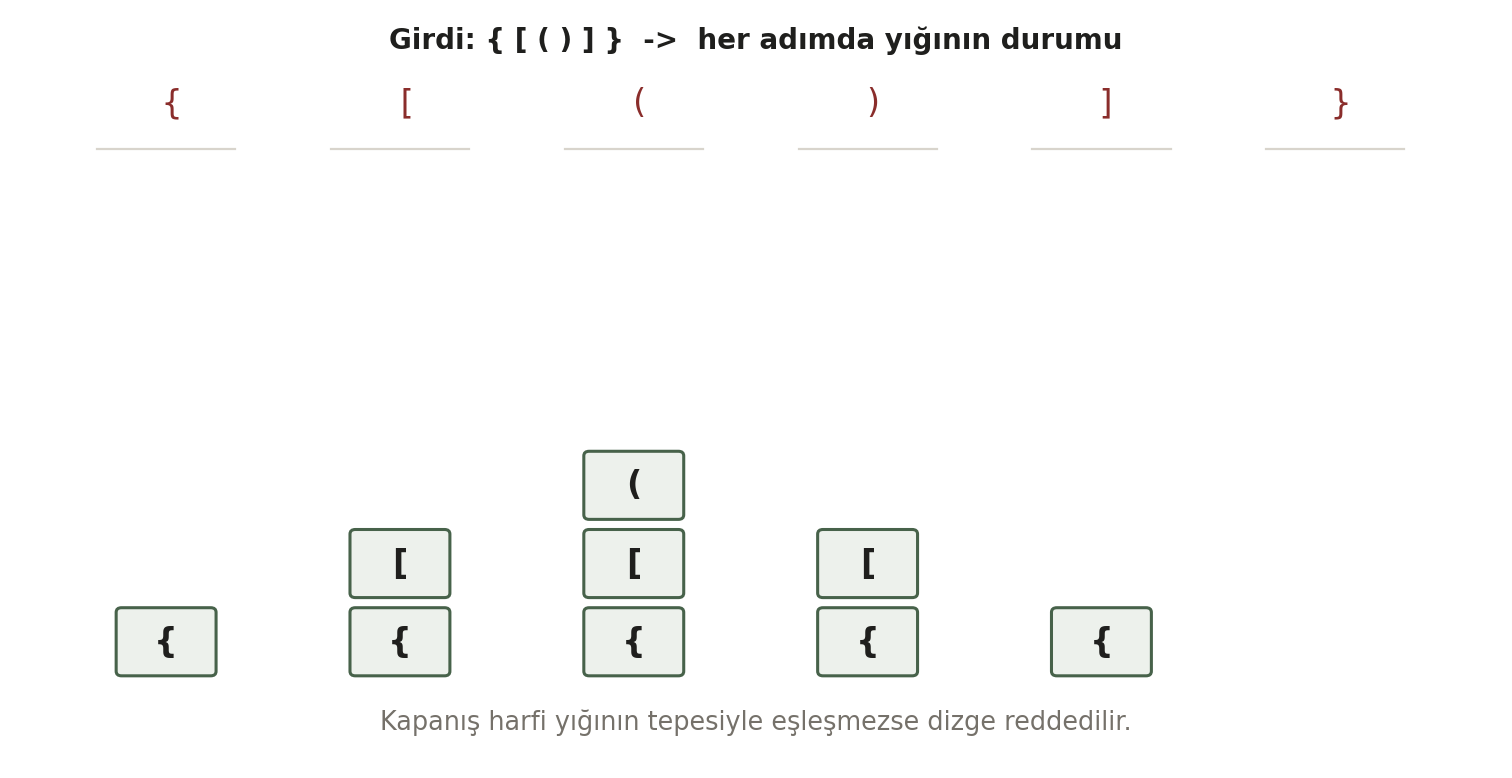 Girdi: { [ ( ) ] }  ->  her adımda yığının durumu
{ [ ( ) ] }
(
[ [ [
{ { { { {
Kapanış harfi yığının tepesiyle eşleşmezse dizge reddedilir.